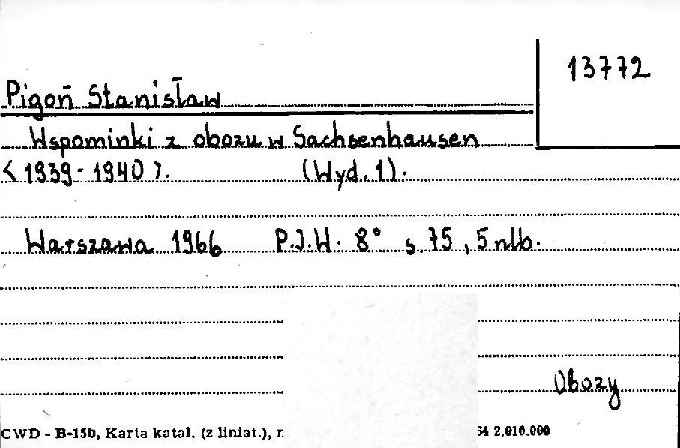 13772
Pigoń Stanisław
Wspominki z obozu w Sachsenhausen
<1939-1940>. (Wyd. 1).
Warszawa 1966 P.I.W. 8° s. 75, 5 nlb.
Obozy
CWD - B-15b, Karta katal. (z liniat.), r 54 2.010.000